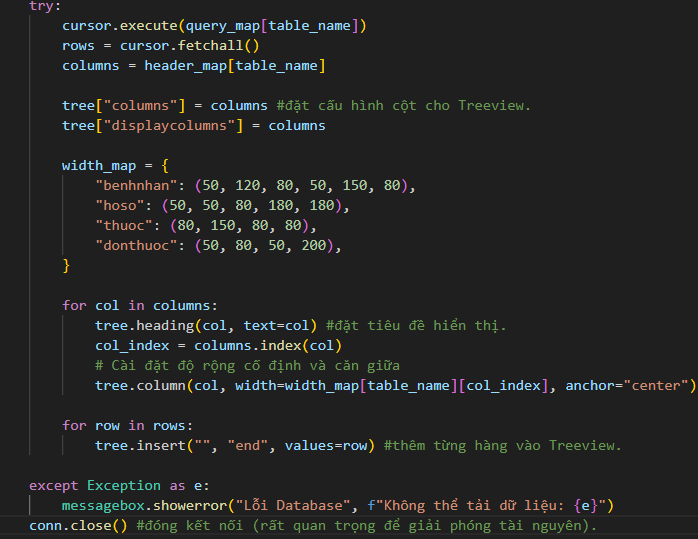 try:
    cursor.execute(query_map[table_name])
    rows = cursor.fetchall()
    columns = header_map[table_name]

    tree["columns"] = columns #đặt cấu hình cột cho Treeview.
    tree["displaycolumns"] = columns

    width_map = {
        "benhnhan": (50, 120, 80, 50, 150, 80),
        "hoso": (50, 50, 80, 180, 180),
        "thuoc": (80, 150, 80, 80),
        "donthuoc": (50, 80, 50, 200),
    }

    for col in columns:
        tree.heading(col, text=col) #đặt tiêu đề hiển thị.
        col_index = columns.index(col)
        # Cài đặt độ rộng cố định và căn giữa
        tree.column(col, width=width_map[table_name][col_index], anchor="center")

    for row in rows:
        tree.insert("", "end", values=row) #thêm từng hàng vào Treeview.

except Exception as e:
    messagebox.showerror("Lỗi Database", f"Không thể tải dữ liệu: {e}")
conn.close() #đóng kết nối (rất quan trọng để giải phóng tài nguyên).